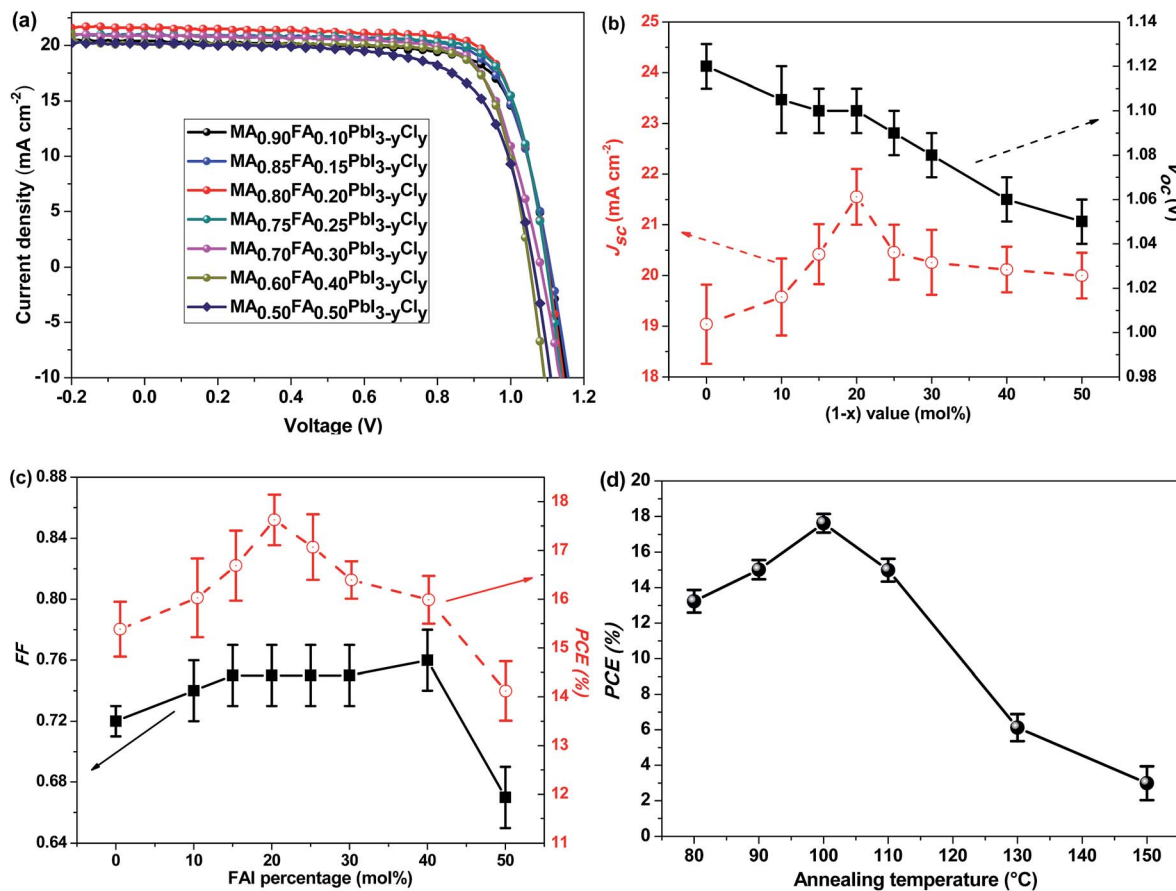 (a)
20
15
10
5
0
-5
-10
Current density (mA cm-2)
MA0.90FA0.10PbI3-yCly
MA0.85FA0.15PbI3-yCly
MA0.80FA0.20PbI3-yCly
MA0.75FA0.25PbI3-yCly
MA0.70FA0.30PbI3-yCly
MA0.60FA0.40PbI3-yCly
MA0.50FA0.50PbI3-yCly
-0.2 0.0 0.2 0.4 0.6 0.8 1.0 1.2
Voltage (V)
(b)
25
24
23
22
21
20
19
18
JSC (mA cm-2)
1.14
1.12
1.10
1.08
1.06
1.04
1.02
1.00
0.98
Voc (V)
0 10 20 30 40 50
(1-x) value (mol%)
(c)
0.88
0.84
0.80
0.76
0.72
0.68
0.64
FF
18
17
16
15
14
13
12
11
PCE (%)
0 10 20 30 40 50
FAI percentage (mol%)
(d)
20
18
16
14
12
10
8
6
4
2
0
PCE (%)
80 90 100 110 120 130 140 150
Annealing temperature (°C)